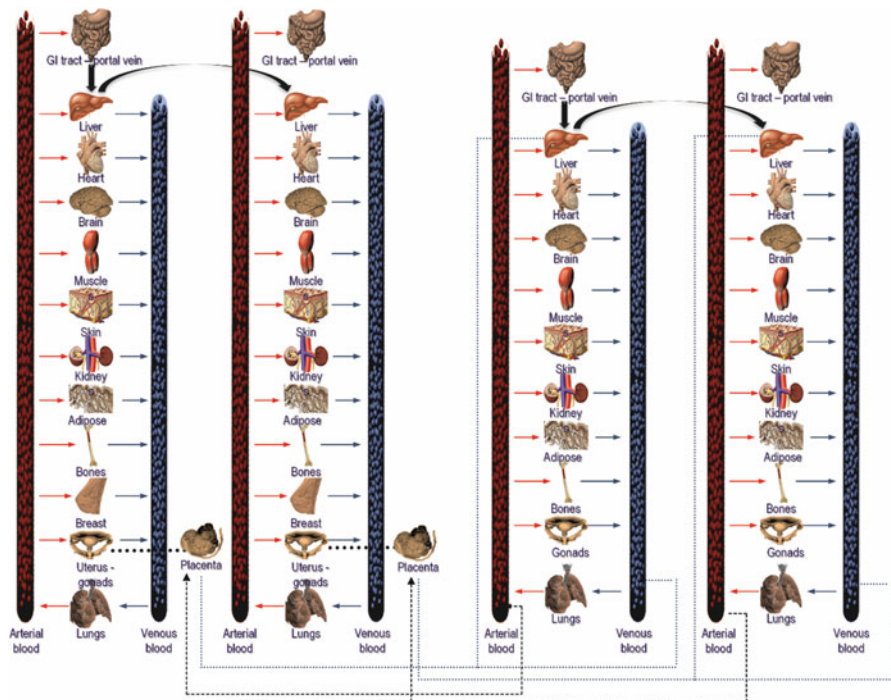 GI tract – portal vein
Liver
Heart
Brain
Muscle
Skin
Kidney
Adipose
Bones
Breast
Uterus -
gonads
Placenta
Arterial
blood
Lungs
Venous
blood
GI tract – portal vein
Liver
Heart
Brain
Muscle
Skin
Kidney
Adipose
Bones
Breast
Uterus -
gonads
Placenta
Arterial
blood
Lungs
Venous
blood
GI tract – portal vein
Liver
Heart
Brain
Muscle
Skin
Kidney
Adipose
Bones
Gonads
Lungs
Arterial
blood
Venous
blood
GI tract – portal vein
Liver
Heart
Brain
Muscle
Skin
Kidney
Adipose
Bones
Gonads
Lungs
Arterial
blood
Venous
blood